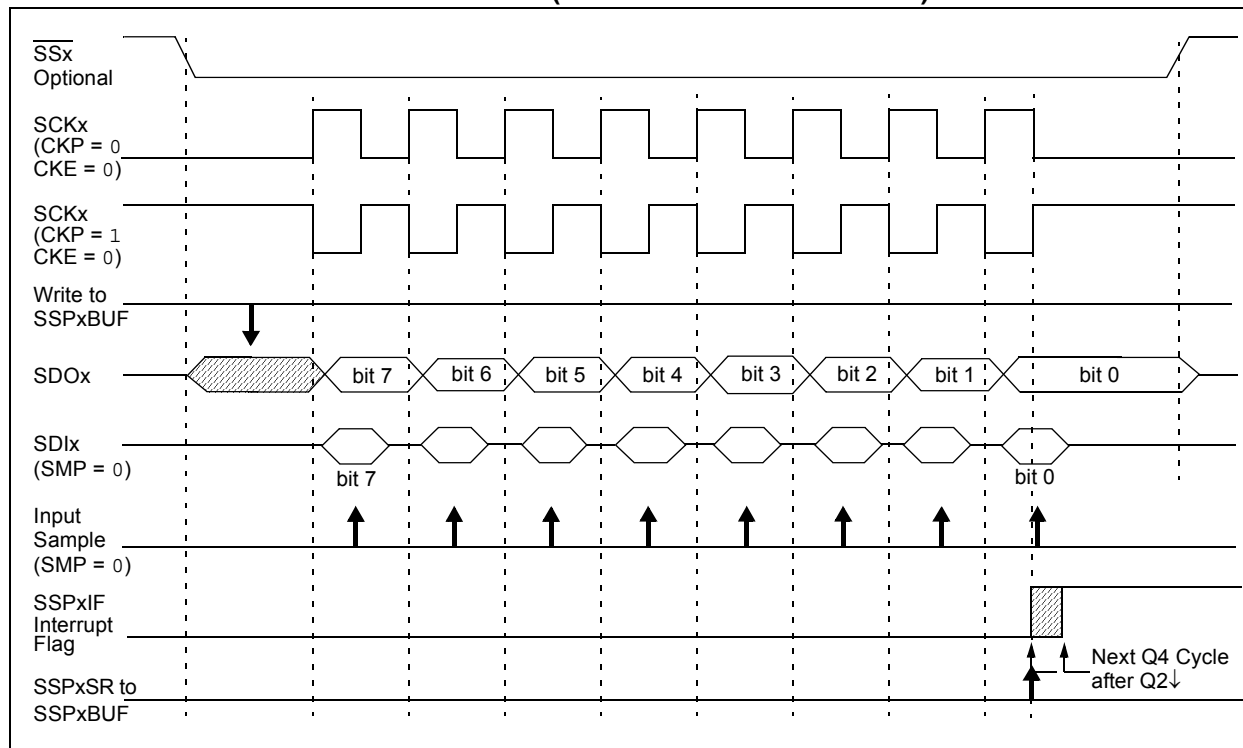 SSx
Optional
SCKx
(CKP = 0
CKE = 0)
SCKx
(CKP = 1
CKE = 0)
Write to
SSPxBUF
SDOx
bit 7
bit 6
bit 5
bit 4
bit 3
bit 2
bit 1
bit 0
SDIx
(SMP = 0)
bit 7
bit 0
Input
Sample
(SMP = 0)
SSPxIF
Interrupt
Flag
Next Q4 Cycle
after Q2↓
SSPxSR to
SSPxBUF